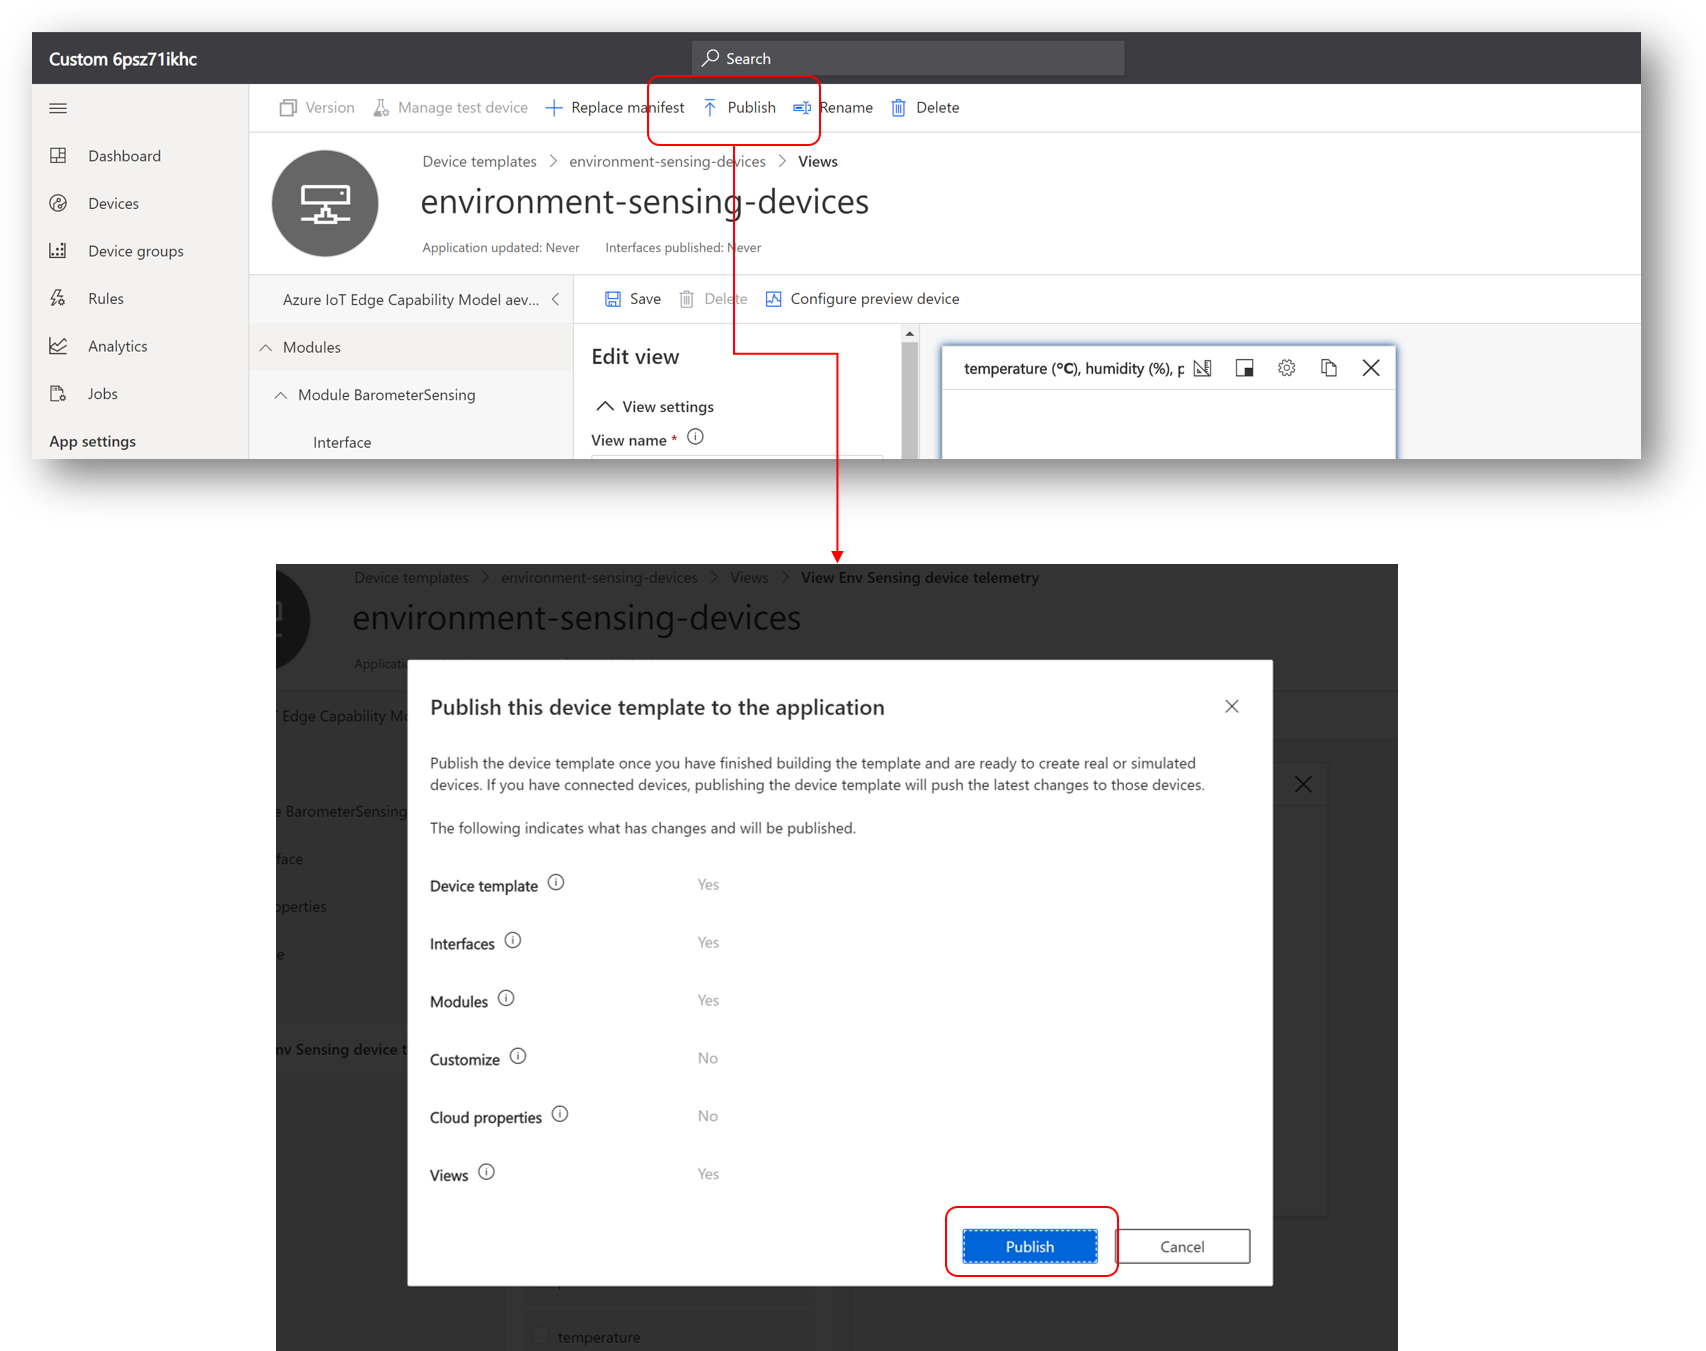 Custom 6psz71ikhc
Search
Version
Manage test device
Replace manifest
Publish
Rename
Delete
Dashboard
Devices
Device groups
Rules
Analytics
Jobs
App settings
Device templates > environment-sensing-devices > Views
environment-sensing-devices
Application updated: Never
Interfaces published: Never
Azure IoT Edge Capability Model aev...
Modules
Module BarometerSensing
Interface
Save
Delete
Configure preview device
Edit view
View settings
View name *
temperature (°C), humidity (%), p
Device templates > environment-sensing-devices > Views > View Env Sensing device telemetry
environment-sensing-devices
Applicati
Edge Capability Mo
e BarometerSensing
face
operties
e
nv Sensing device t
Publish this device template to the application
Publish the device template once you have finished building the template and are ready to create real or simulated
devices. If you have connected devices, publishing the device template will push the latest changes to those devices.
The following indicates what has changes and will be published.
Device template Yes
Interfaces Yes
Modules Yes
Customize No
Cloud properties No
Views Yes
Publish
Cancel
temperature